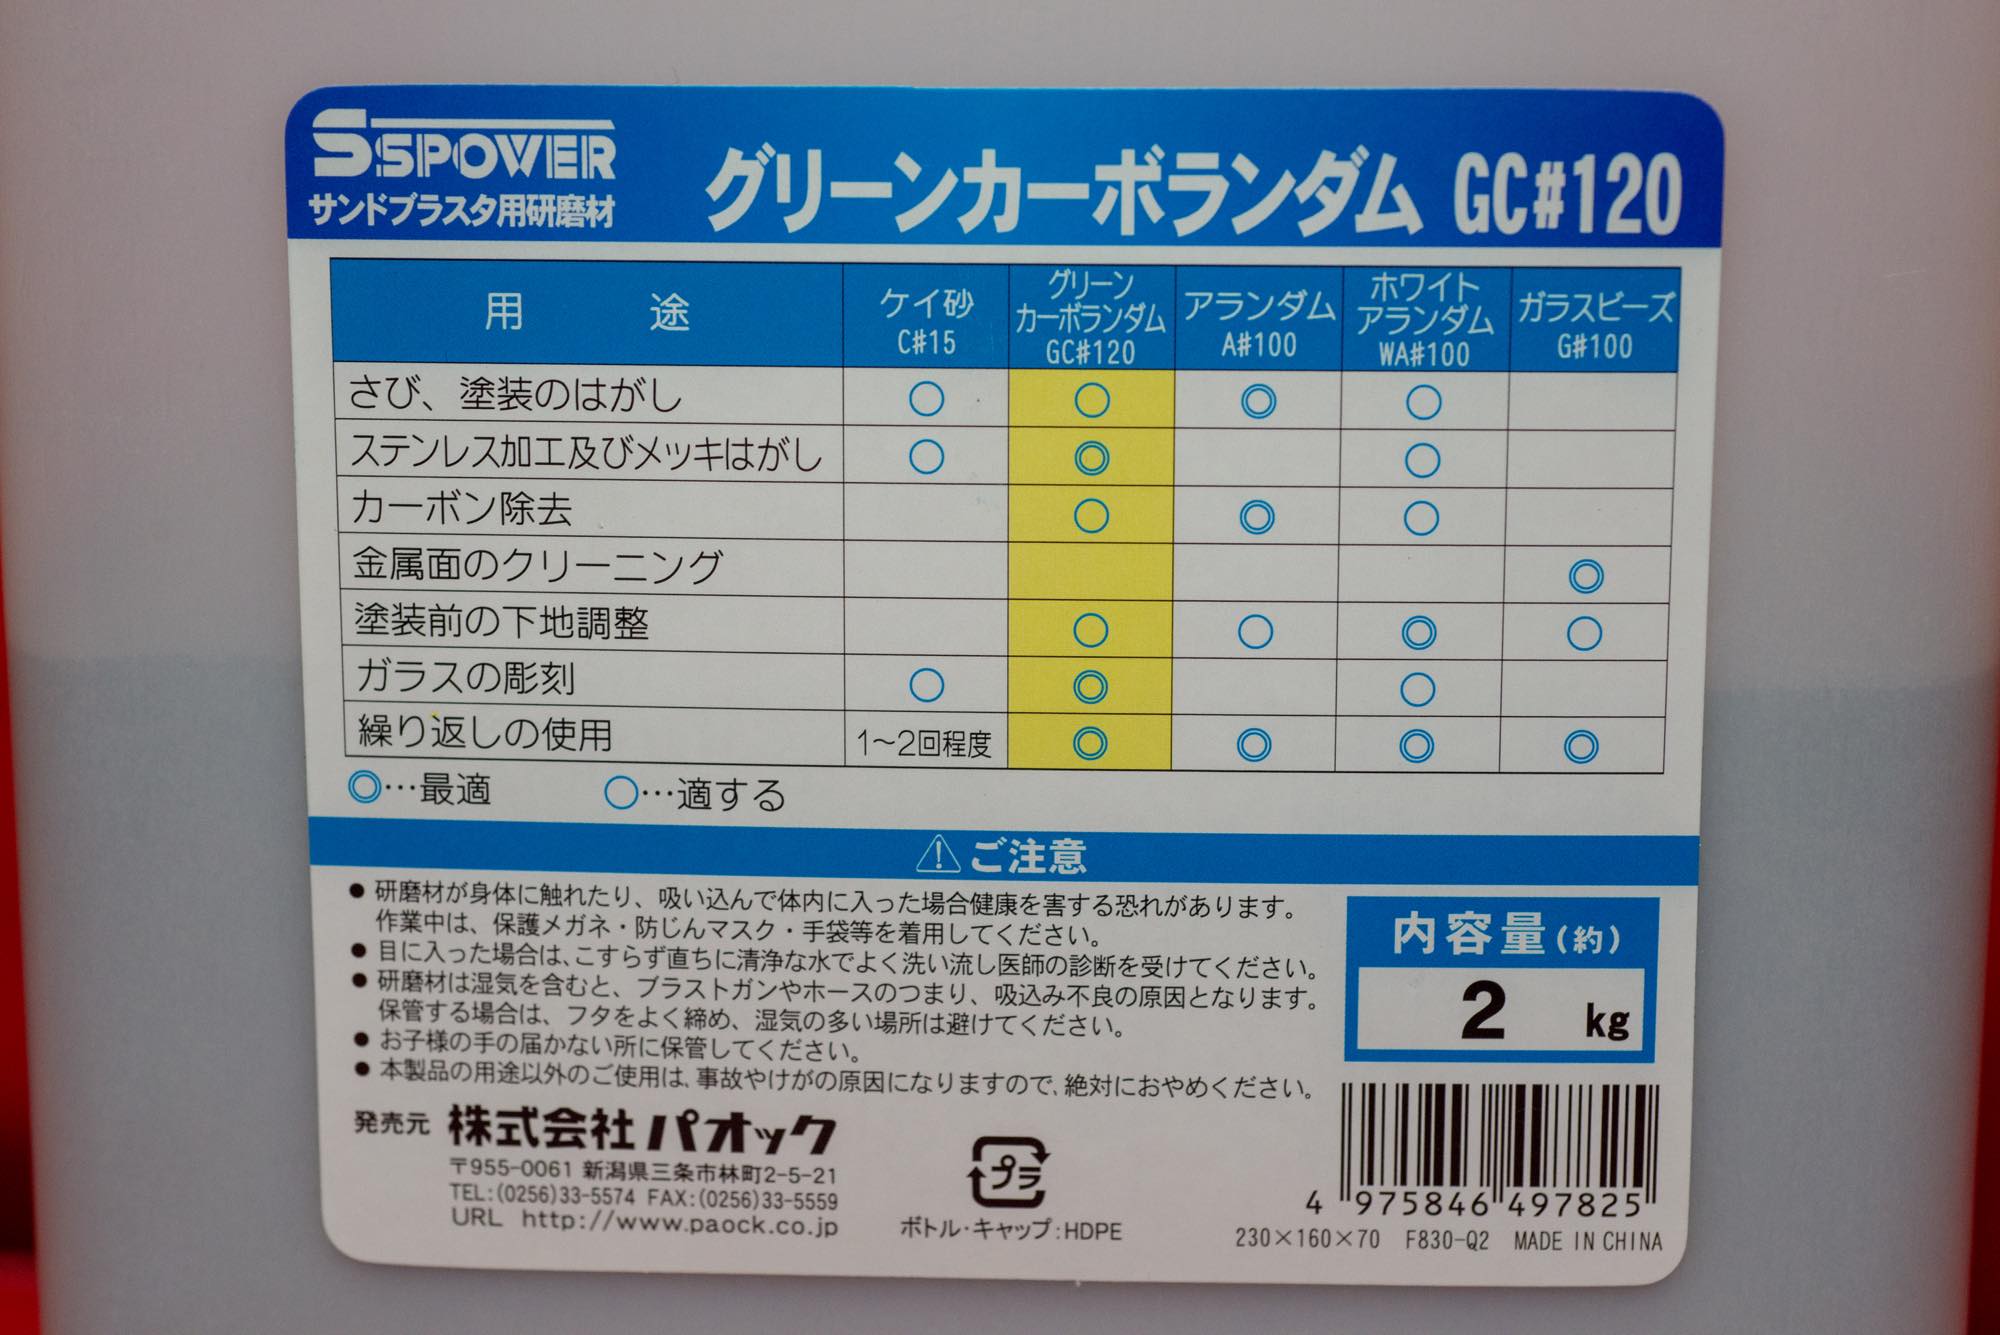 SSPOWER
サンドブラスタ用研磨材
グリーンカーボランダム GC#120
用 途 ケイ砂 C#15 グリーンカーボランダム GC#120 アランダム A#100 ホワイトアランダム WA#100 ガラスビーズ G#100
さび、塗装のはがし ○ ○ ◎ ○
ステンレス加工及びメッキはがし ○ ◎ ○
カーボン除去 ○ ◎ ○
金属面のクリーニング ◎
塗装前の下地調整 ○ ○ ◎ ○
ガラスの彫刻 ○ ◎ ○
繰り返しの使用 1〜2回程度 ◎ ◎ ◎ ◎
◎…最適 ○…適する
⚠ご注意
● 研磨材が身体に触れたり、吸い込んで体内に入った場合健康を害する恐れがあります。
作業中は、保護メガネ・防じんマスク・手袋等を着用してください。
● 目に入った場合は、こすらず直ちに清浄な水でよく洗い流し医師の診断を受けてください。
● 研磨材は湿気を含むと、ブラストガンやホースのつまり、吸込み不良の原因となります。
保管する場合は、フタをよく締め、湿気の多い場所は避けてください。
● お子様の手の届かない所に保管してください。
● 本製品の用途以外のご使用は、事故やけがの原因になりますので、絶対におやめください。
内容量(約)
2 kg
発売元 株式会社パオック
〒955-0061 新潟県三条市林町2-5-21
TEL:(0256)33-5574 FAX:(0256)33-5559
URL http://www.paock.co.jp
プラ
ボトル・キャップ:HDPE
4 975846 497825
230×160×70 F830-Q2 MADE IN CHINA